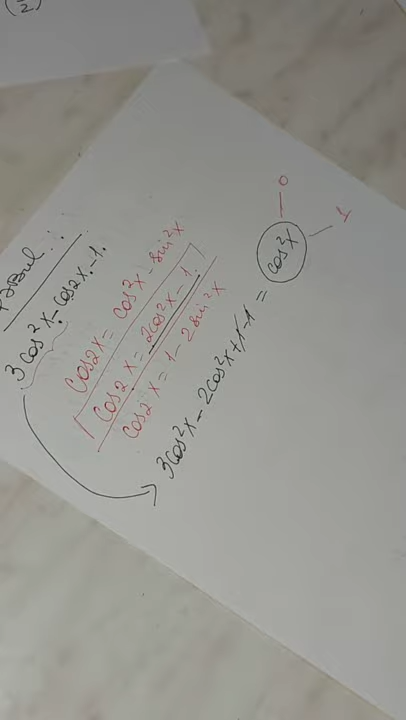 3cos²x - cos2x - 1.
cos2x = cos²x - sin²x
cos2x = 2cos²x - 1.
cos2x = 1 - 2sin²x
3cos²x - 2cos²x + 1 - 1 = cos²x
0
1